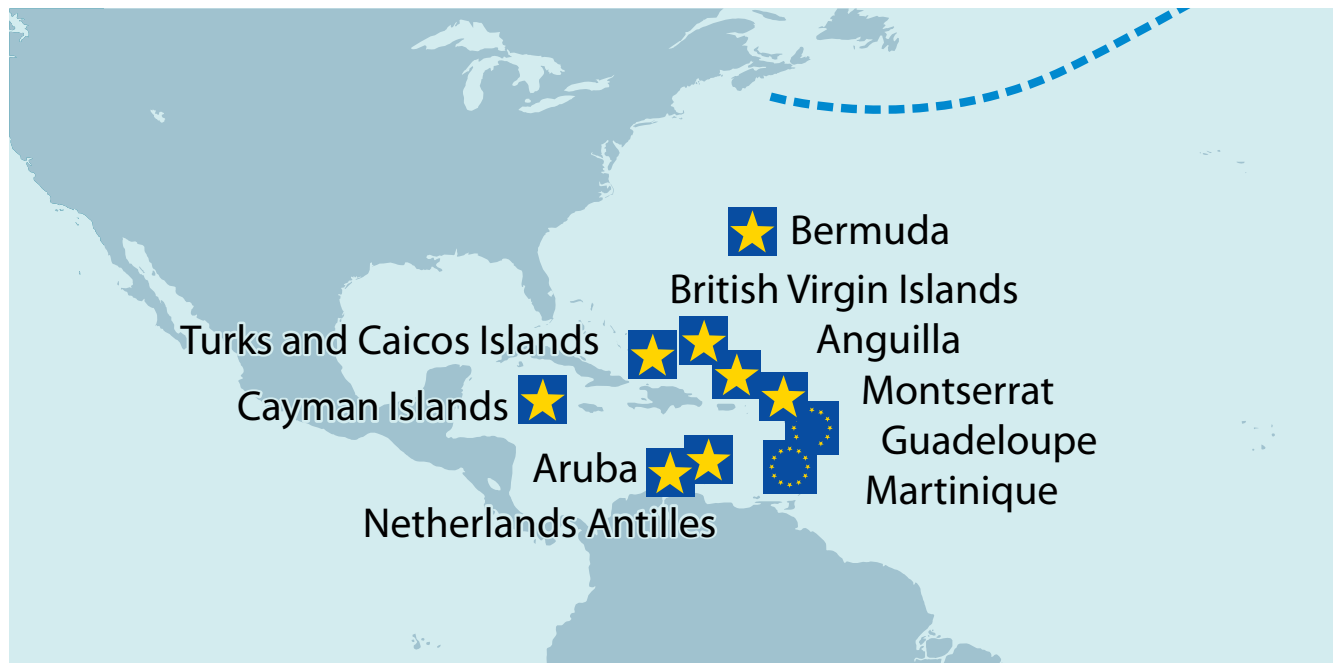 Bermuda
British Virgin Islands
Turks and Caicos Islands
Anguilla
Montserrat
Cayman Islands
Guadeloupe
Aruba
Martinique
Netherlands Antilles